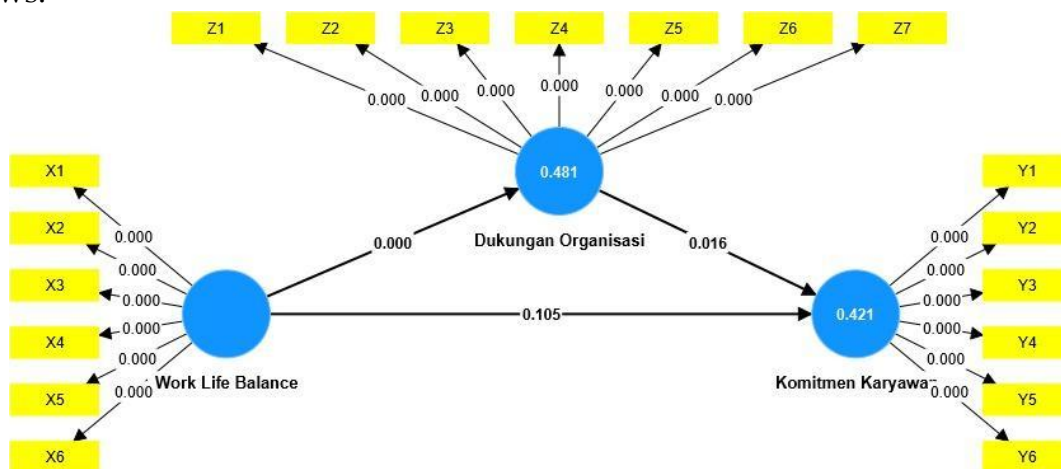 ws.
Z1 Z2 Z3 Z4 Z5 Z6 Z7
0.000 0.000 0.000 0.000 0.000 0.000 0.000
0.481
Dukungan Organisasi
X1
X2
X3
X4
X5
X6
0.000
0.000
0.000
0.000
0.000
0.000
Work Life Balance
0.000
0.016
0.105
0.421
Komitmen Karyawan
0.000
0.000
0.000
0.000
0.000
0.000
Y1
Y2
Y3
Y4
Y5
Y6